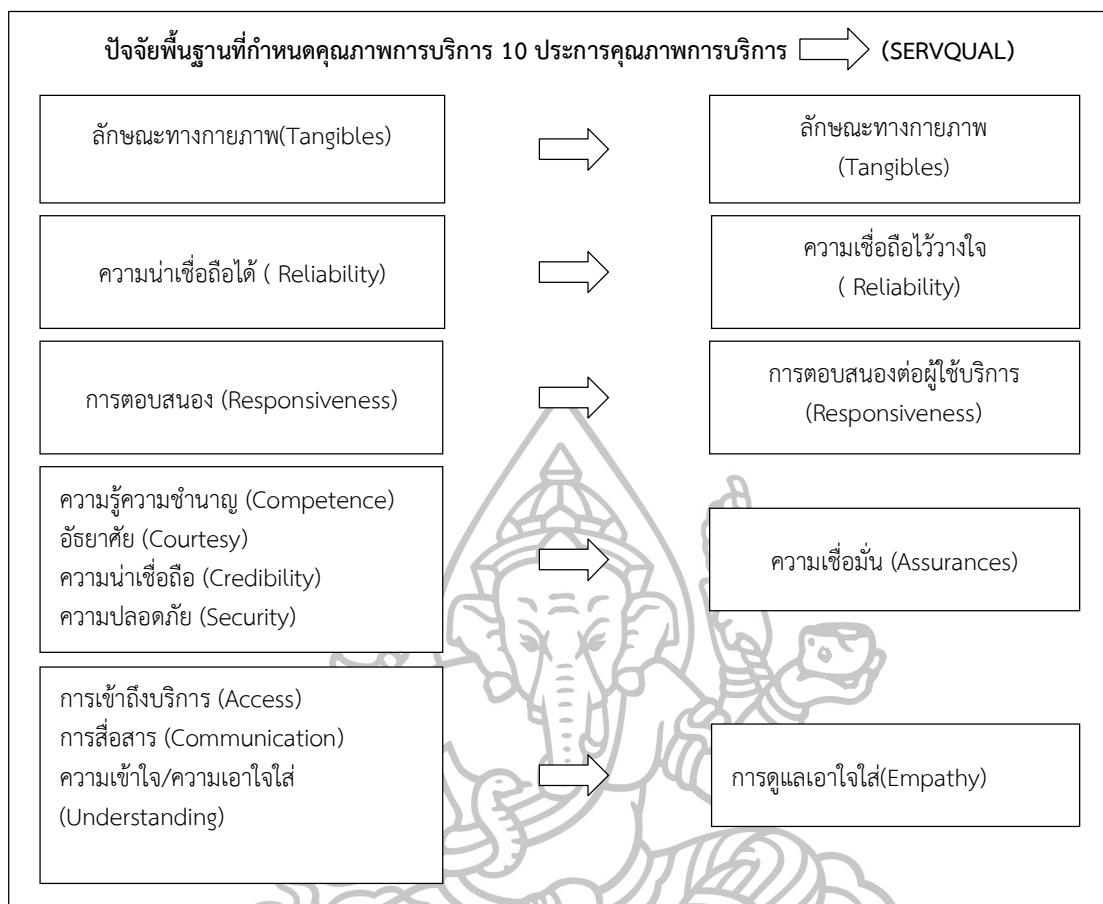 ปัจจัยพื้นฐานที่กำหนดคุณภาพการบริการ 10 ประการคุณภาพการบริการ (SERVQUAL)
ลักษณะทางกายภาพ(Tangibles)
ลักษณะทางกายภาพ
(Tangibles)
ความน่าเชื่อถือได้ ( Reliability)
ความเชื่อถือไว้วางใจ
( Reliability)
การตอบสนอง (Responsiveness)
การตอบสนองต่อผู้ใช้บริการ
(Responsiveness)
ความรู้ความชำนาญ (Competence)
อัธยาศัย (Courtesy)
ความน่าเชื่อถือ (Credibility)
ความปลอดภัย (Security)
ความเชื่อมั่น (Assurances)
การเข้าถึงบริการ (Access)
การสื่อสาร (Communication)
ความเข้าใจ/ความเอาใจใส่
(Understanding)
การดูแลเอาใจใส่(Empathy)